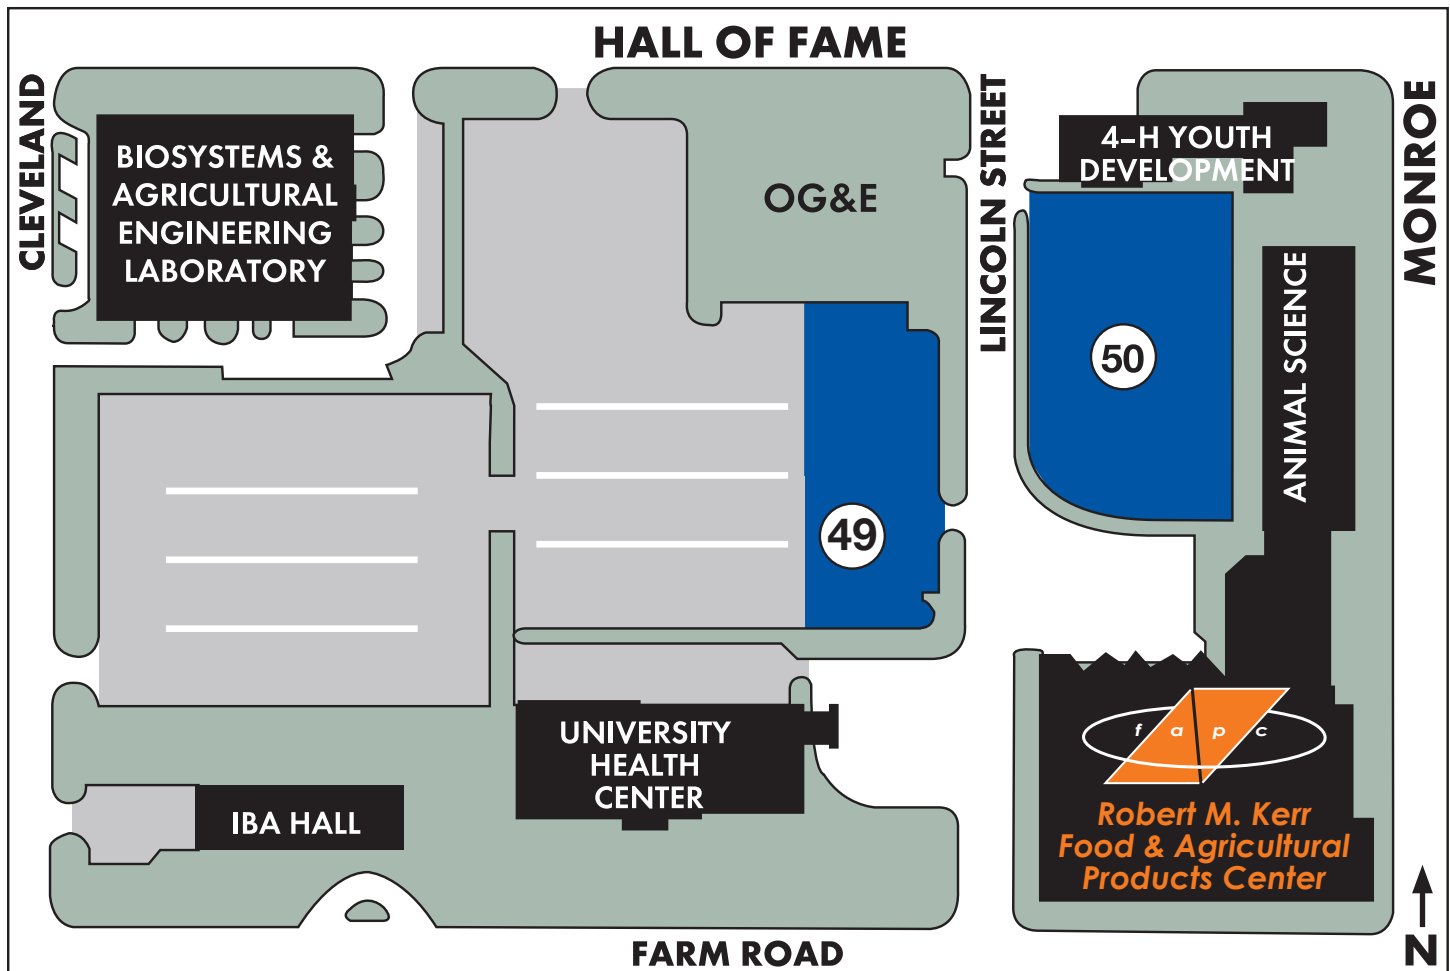 HALL OF FAME
CLEVELAND
BIOSYSTEMS &
AGRICULTURAL
ENGINEERING
LABORATORY
OG&E
LINCOLN STREET
4-H YOUTH
DEVELOPMENT
MONROE
50
ANIMAL SCIENCE
49
UNIVERSITY
HEALTH
CENTER
IBA HALL
f a p c
Robert M. Kerr
Food & Agricultural
Products Center
FARM ROAD
N